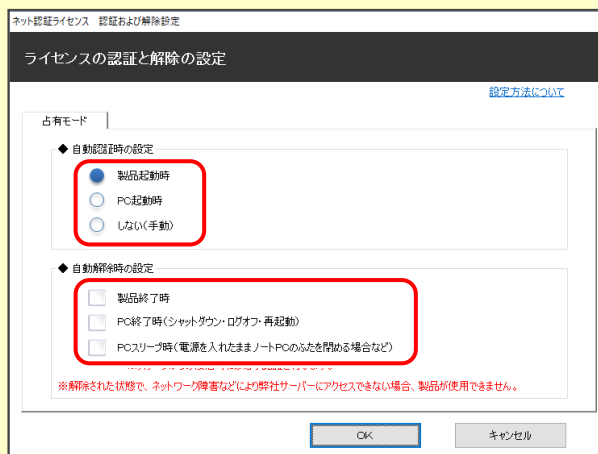 ネット認証ライセンス 認証および解除設定
ライセンスの認証と解除の設定
設定方法について
占有モード
◆ 自動認証時の設定
製品起動時
PC起動時
しない(手動)
◆ 自動解除時の設定
製品終了時
PC終了時(シャットダウン・ログオフ・再起動)
PCスリープ時(電源を入れたままノートPCのふたを閉める場合など)
※解除された状態で、ネットワーク障害などにより弊社サーバーにアクセスできない場合、製品が使用できません。
OK
キャンセル